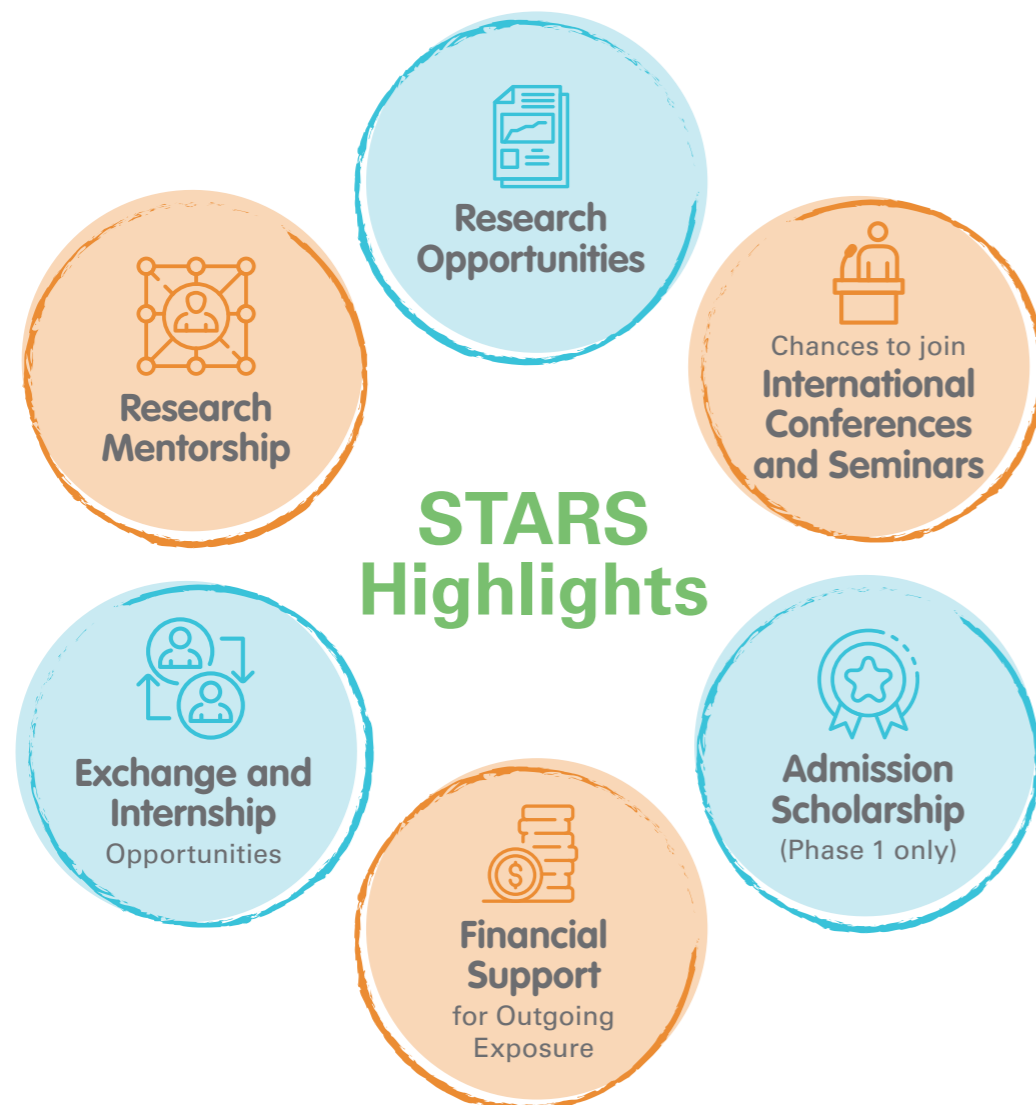 Research
Opportunities
Chances to join
International
Conferences
and Seminars
Research
Mentorship
STARS
Highlights
Exchange and
Internship
Opportunities
Admission
Scholarship
(Phase 1 only)
$
Financial
Support
for Outgoing
Exposure